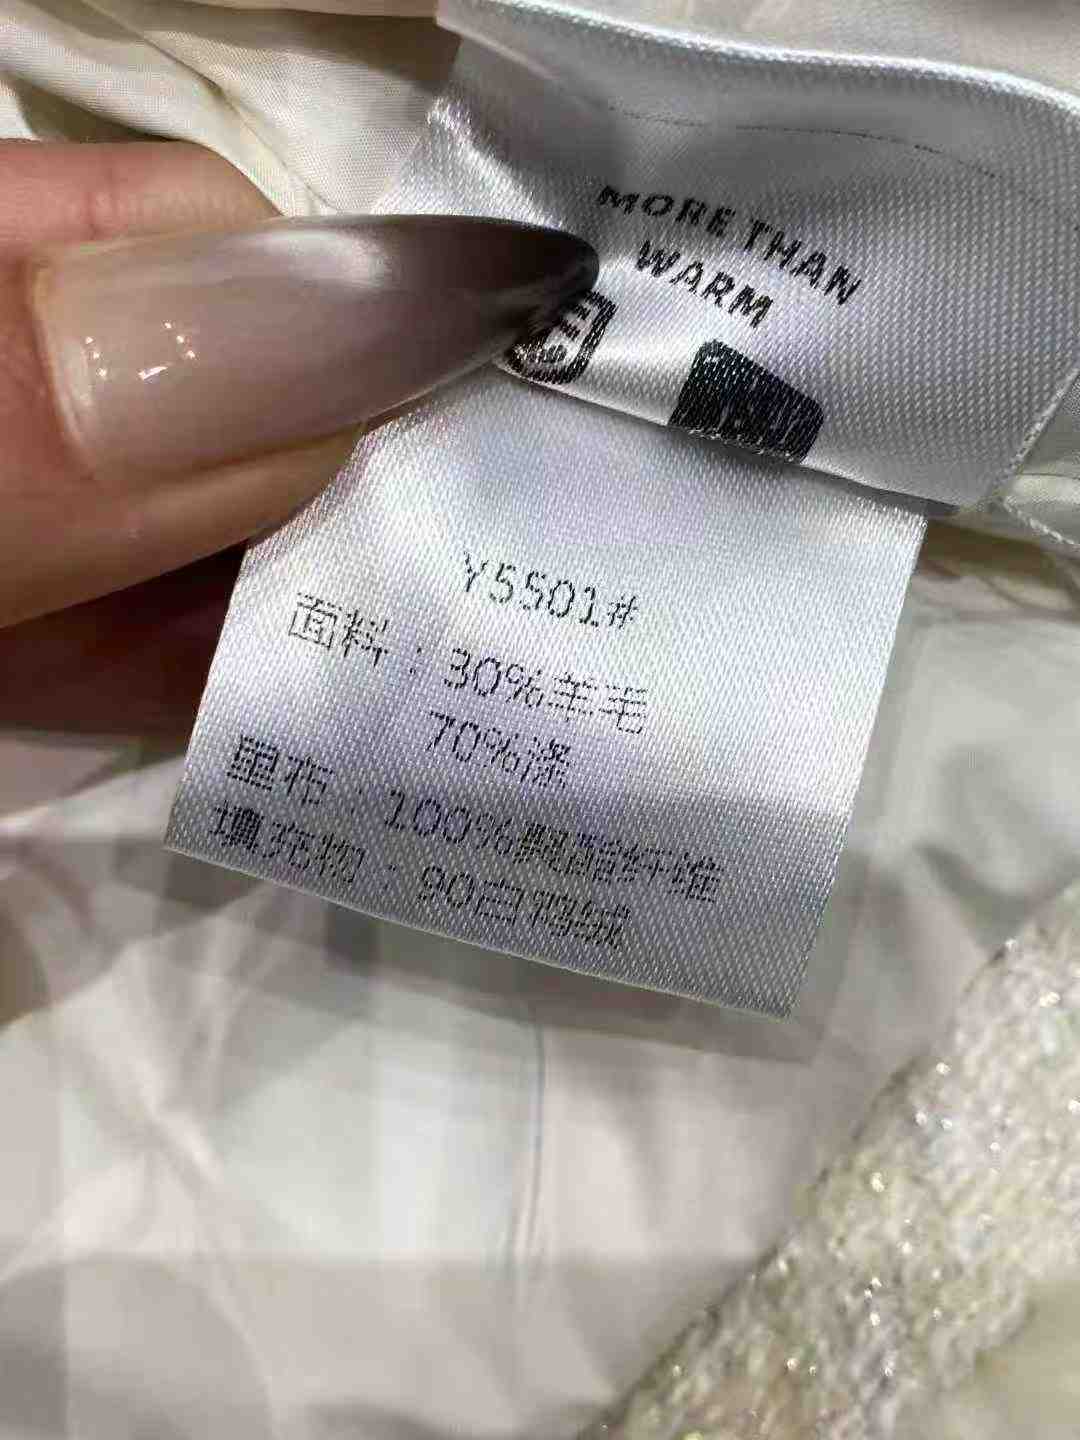 MORE THAN
WARM
Y5501#
面料：30%羊毛
70%涤
里布：100%聚酯纤维
填充物：90白鸭绒